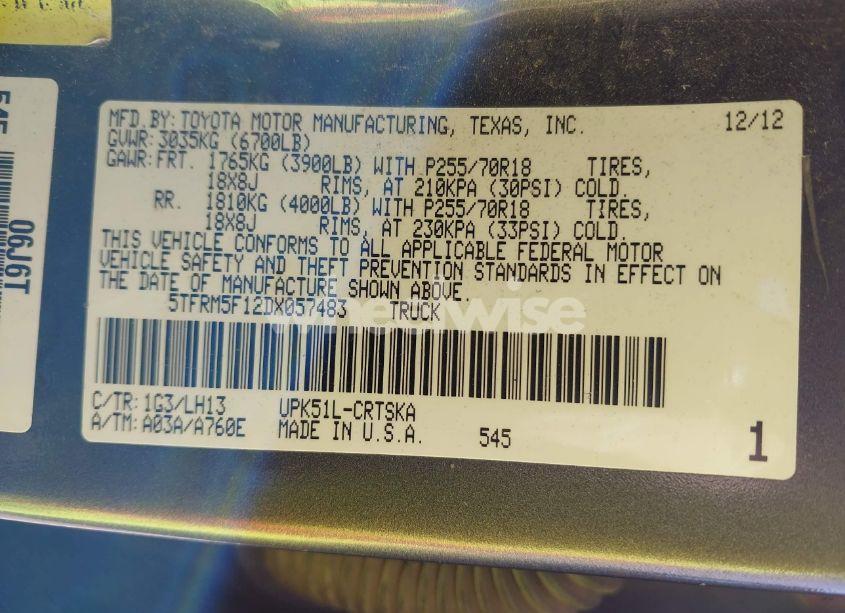 MFD.BY: TOYOTA MOTOR MANUFACTURING, TEXAS, INC. 12/12
GVWR: 3035KG (6700LB)
GAWR: FRT. 1765KG (3900LB) WITH P255/70R18 TIRES,
18X8J RIMS, AT 210KPA (30PSI) COLD.
RR. 1810KG (4000LB) WITH P255/70R18 TIRES,
18X8J RIMS, AT 230KPA (33PSI) COLD.
THIS VEHICLE CONFORMS TO ALL APPLICABLE FEDERAL MOTOR
VEHICLE SAFETY AND THEFT PREVENTION STANDARDS IN EFFECT ON
THE DATE OF MANUFACTURE SHOWN ABOVE.
5TFRM5F12DX057483 TRUCK
C/TR: 1G3/LH13 UPK51L-CRTSKA
A/TM: A03A/A760E MADE IN U.S.A. 545 1
545 06J6T